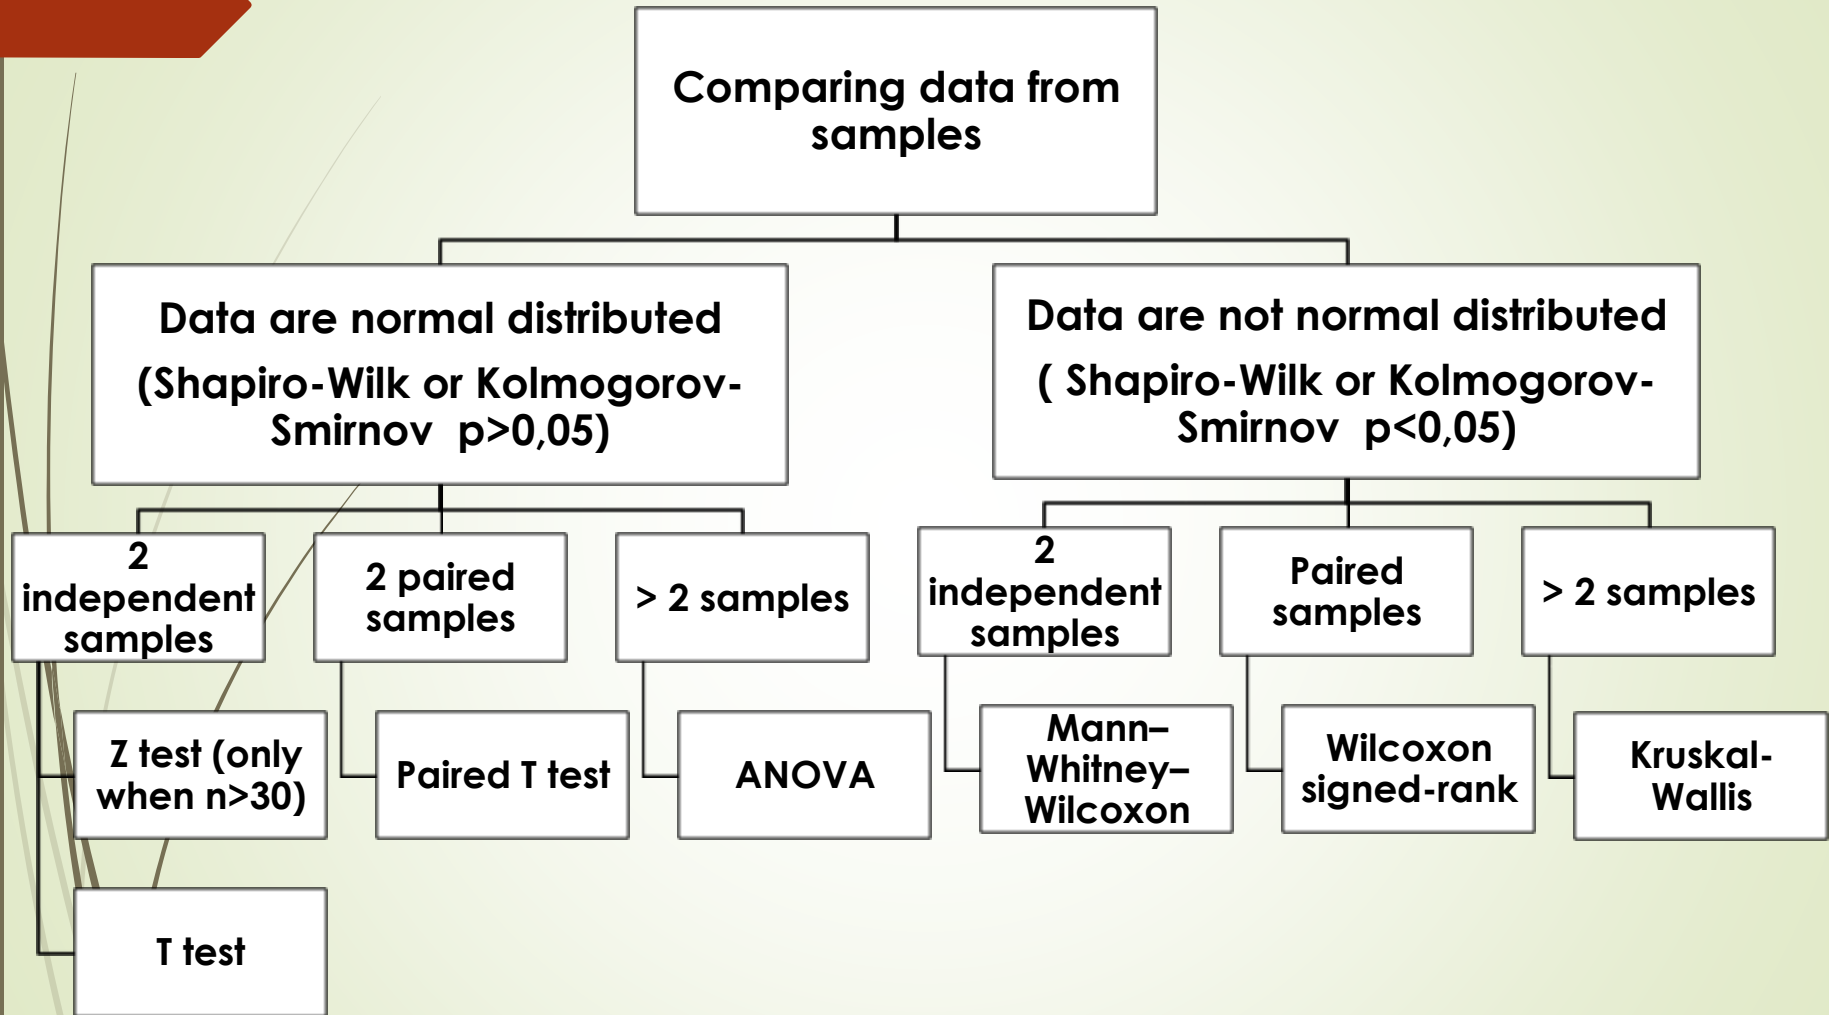 Comparing data from
samples
Data are normal distributed
(Shapiro-Wilk or Kolmogorov-
Smirnov  p>0,05)
Data are not normal distributed
( Shapiro-Wilk or Kolmogorov-
Smirnov  p<0,05)
2
independent
samples
2 paired
samples
> 2 samples
2
independent
samples
Paired
samples
> 2 samples
Z test (only
when n>30)
Paired T test
ANOVA
Mann–
Whitney–
Wilcoxon
Wilcoxon
signed-rank
Kruskal-
Wallis
T test